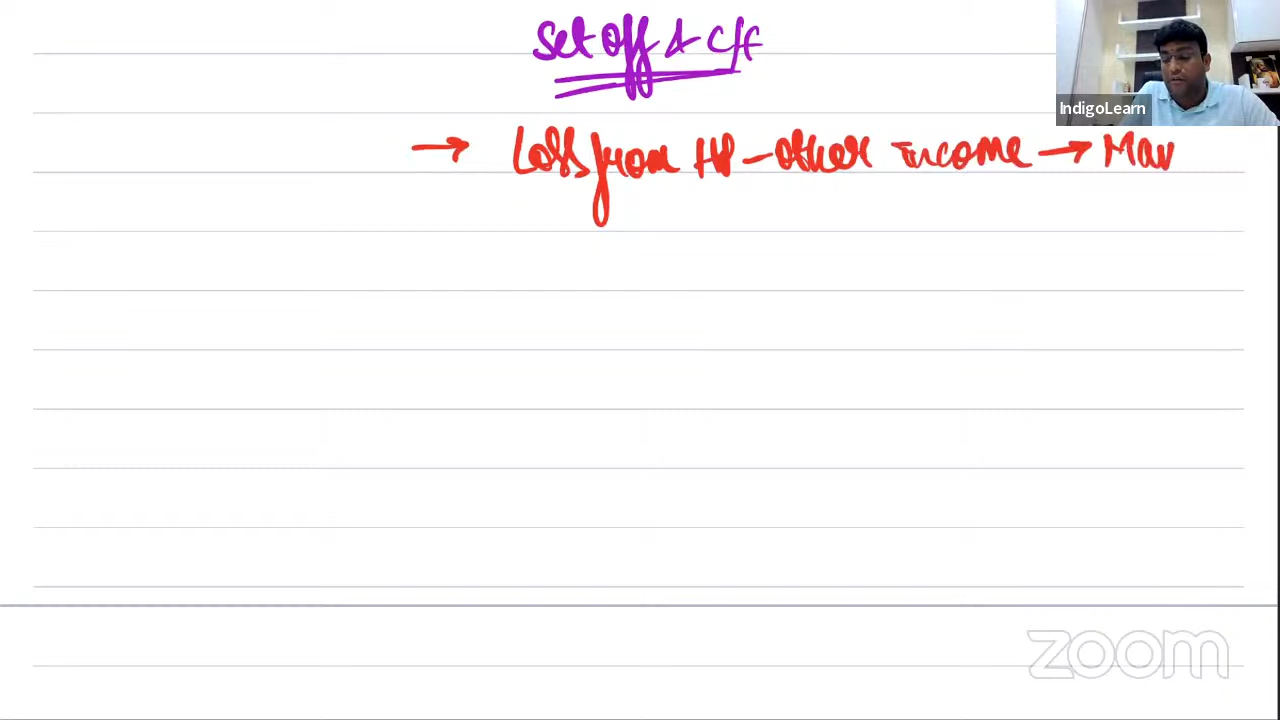 Set off & C/f
IndigoLearn
→ Loss from HP - other income → Max
zoom